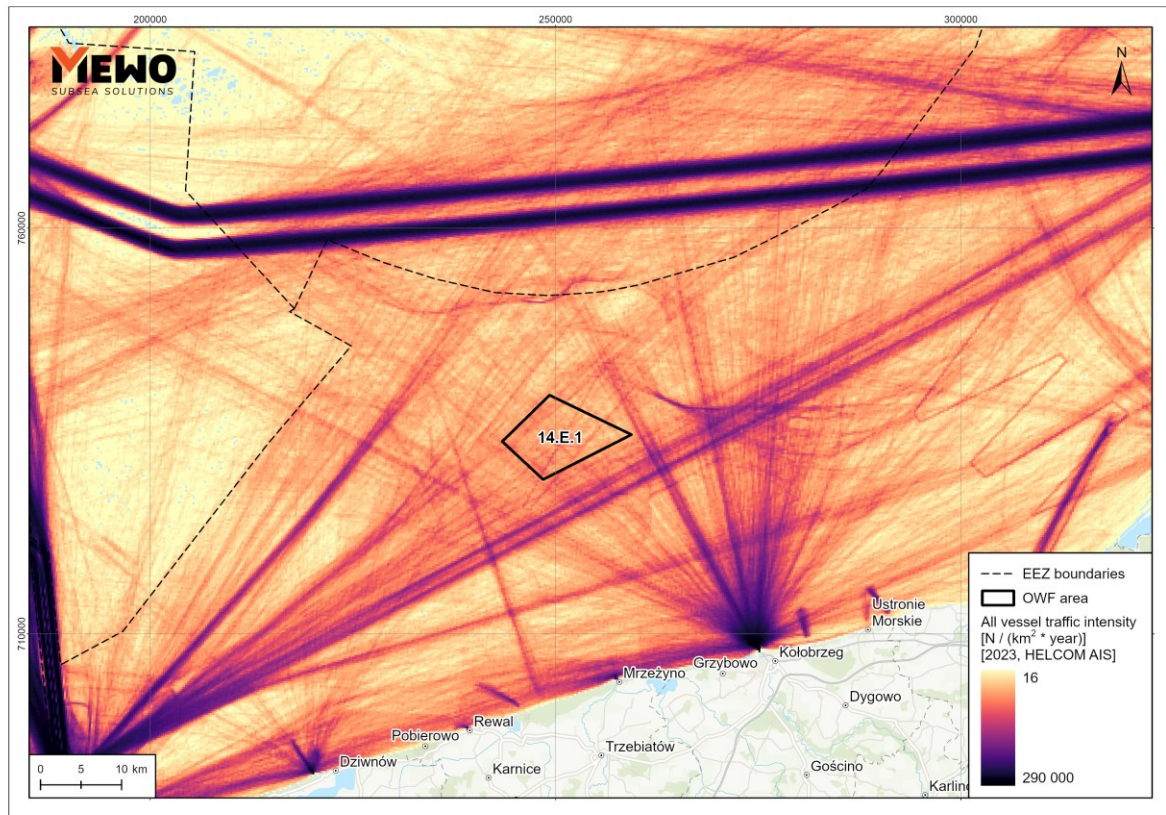 200000
250000
300000
MEWO
SUBSEA SOLUTIONS
N
760000
14.E.1
710000
Ustronie
Morskie
Kołobrzeg
Grzybowo
Mrzeżyno
Dygowo
Rewal
Pobierowo
Trzebiatów
Dziwnów
Karnice
Gościno
Karlino
0 5 10 km
EEZ boundaries
OWF area
All vessel traffic intensity
[N / (km² * year)]
[2023, HELCOM AIS]
16
290 000